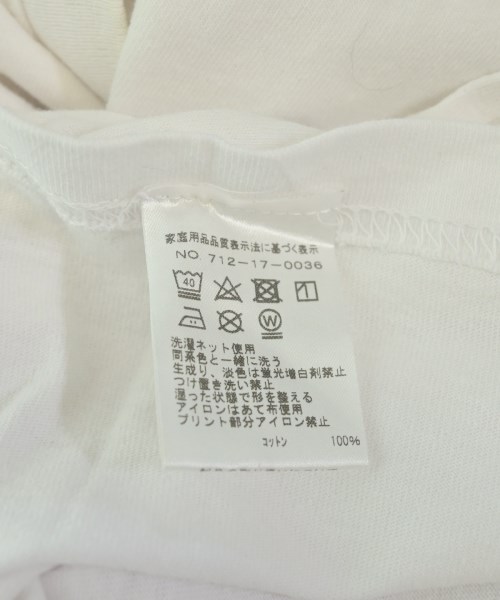 家庭用品品質表示法に基づく表示
NO. 712-17-0036
40
1
W
洗濯ネット使用
同系色と一緒に洗う
生成り、淡色は蛍光増白剤禁止
つけ置き洗い禁止
湿った状態で形を整える
アイロンはあて布使用
プリント部分アイロン禁止
コットン 100%